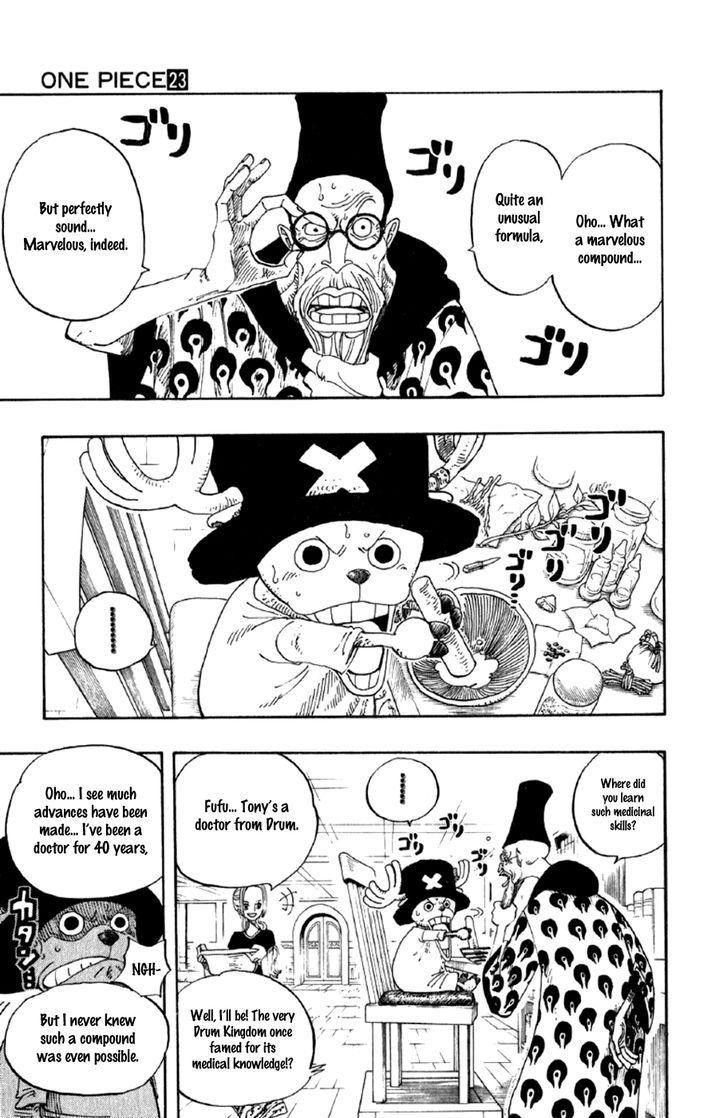 ONE PIECE 23
Oho... What
a marvelous
compound...
Quite an
unusual
formula,
But perfectly
sound...
Marvelous, indeed.
ゴリ
ゴリ
ゴリ
ゴリ
ゴリ
ゴリ...
..........
Where did
you learn
such medicinal
skills?
..........
ゴリ
ゴリ
Fufu... Tony's a
doctor from Drum.
Well, I'll be! The very
Drum Kingdom once
famed for its
medical knowledge!?
Oho... I see much
advances have been
made... I've been a
doctor for 40 years,
NGH-
ガタン!!
But I never knew
such a compound
was even possible.